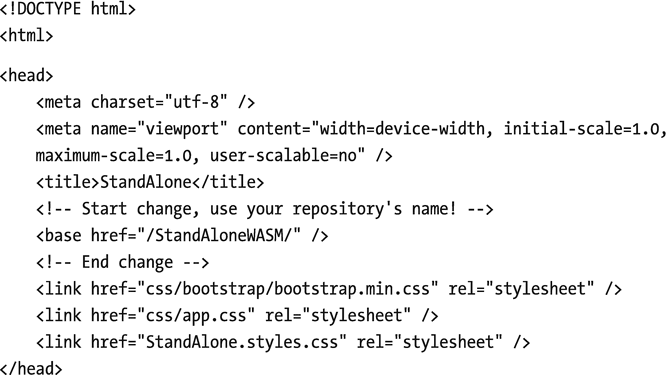 <!DOCTYPE html>
<html>
<head>
<meta charset="utf-8" />
<meta name="viewport" content="width=device-width, initial-scale=1.0,
maximum-scale=1.0, user-scalable=no" />
<title>StandAlone</title>
<!-- Start change, use your repository's name! -->
<base href="/StandAloneWASM/" />
<!-- End change -->
<link href="css/bootstrap/bootstrap.min.css" rel="stylesheet" />
<link href="css/app.css" rel="stylesheet" />
<link href="StandAlone.styles.css" rel="stylesheet" />
</head>